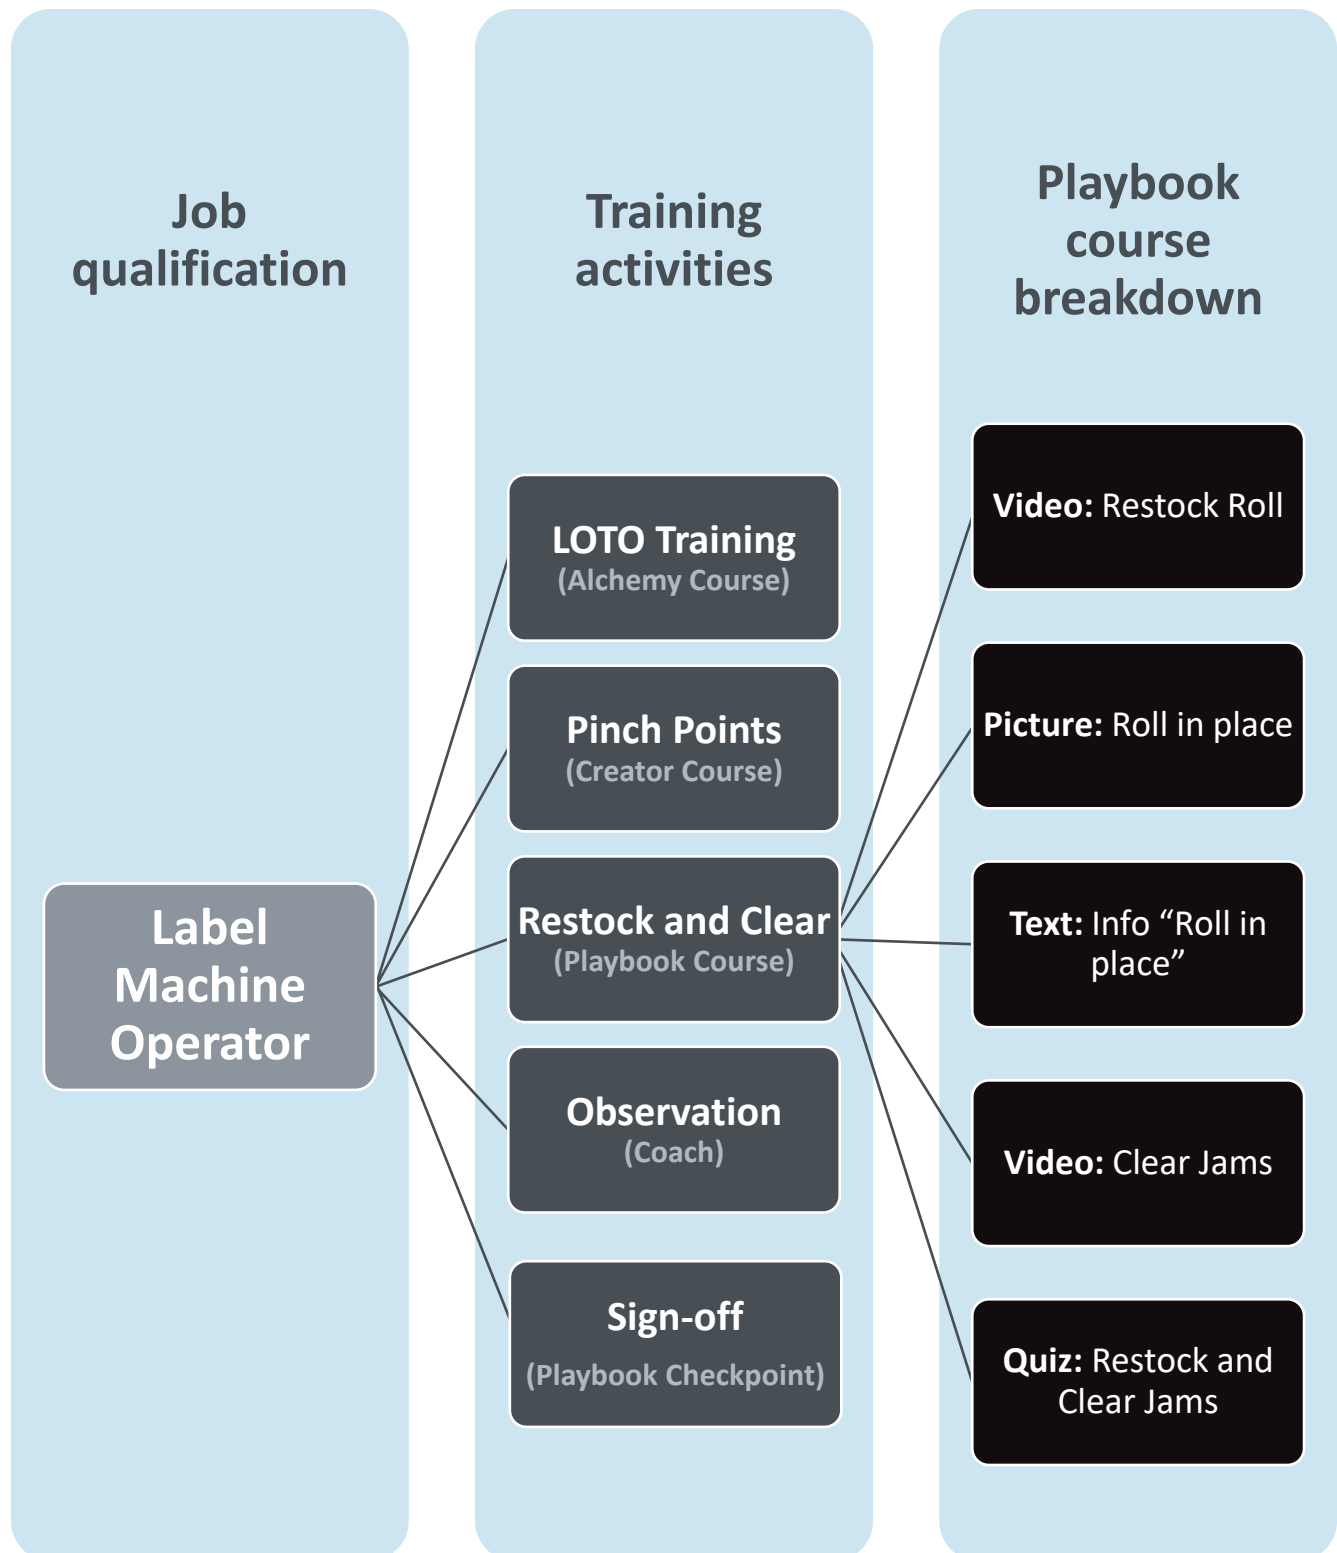 Job
qualification
Training
activities
Playbook
course
breakdown
Label
Machine
Operator
LOTO Training
(Alchemy Course)
Pinch Points
(Creator Course)
Restock and Clear
(Playbook Course)
Observation
(Coach)
Sign-off
(Playbook Checkpoint)
Video: Restock Roll
Picture: Roll in place
Text: Info “Roll in
place”
Video: Clear Jams
Quiz: Restock and
Clear Jams